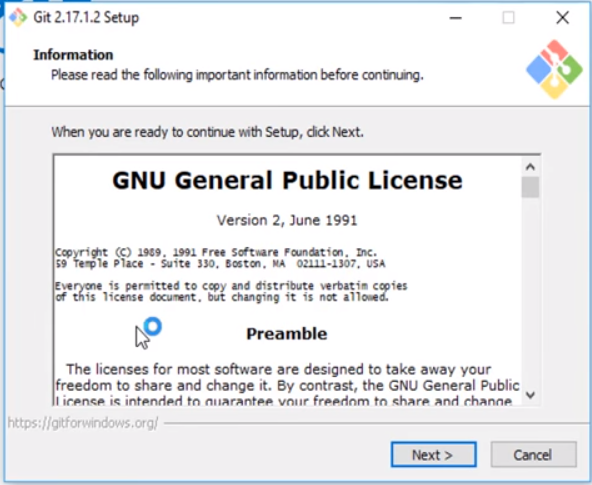 Git 2.17.1.2 Setup
Information
Please read the following important information before continuing.
When you are ready to continue with Setup, click Next.
GNU General Public License
Version 2, June 1991
Copyright (C) 1989, 1991 Free Software Foundation, Inc.
59 Temple Place - Suite 330, Boston, MA 02111-1307, USA
Everyone is permitted to copy and distribute verbatim copies
of this license document, but changing it is not allowed.
Preamble
The licenses for most software are designed to take away your
freedom to share and change it. By contrast, the GNU General Public
License is intended to guarantee your freedom to share and change
https://gitforwindows.org/
Next >
Cancel